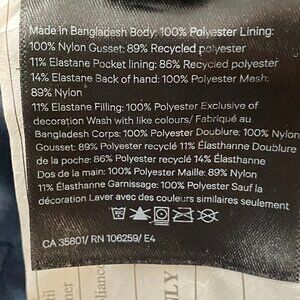 Made in Bangladesh Body: 100% Polyester Lining:
100% Nylon Gusset: 89% Recycled polyester
11% Elastane Pocket lining: 86% Recycled polyester
14% Elastane Back of hand: 100% Polyester Mesh:
89% Nylon
11% Elastane Filling: 100% Polyester Exclusive of
decoration Wash with like colours/ Fabriqué au
Bangladesh Corps: 100% Polyester Doublure: 100% Nylon
Gousset: 89% Polyester recyclé 11% Élasthanne Doublure
de la poche: 86% Polyester recyclé 14% Élasthanne
Dos de la main: 100% Polyester Maille: 89% Nylon
11% Élasthanne Garnissage: 100% Polyester Sauf la
décoration Laver avec des couleurs similaires seulement
CA 35801/ RN 106259/ E4